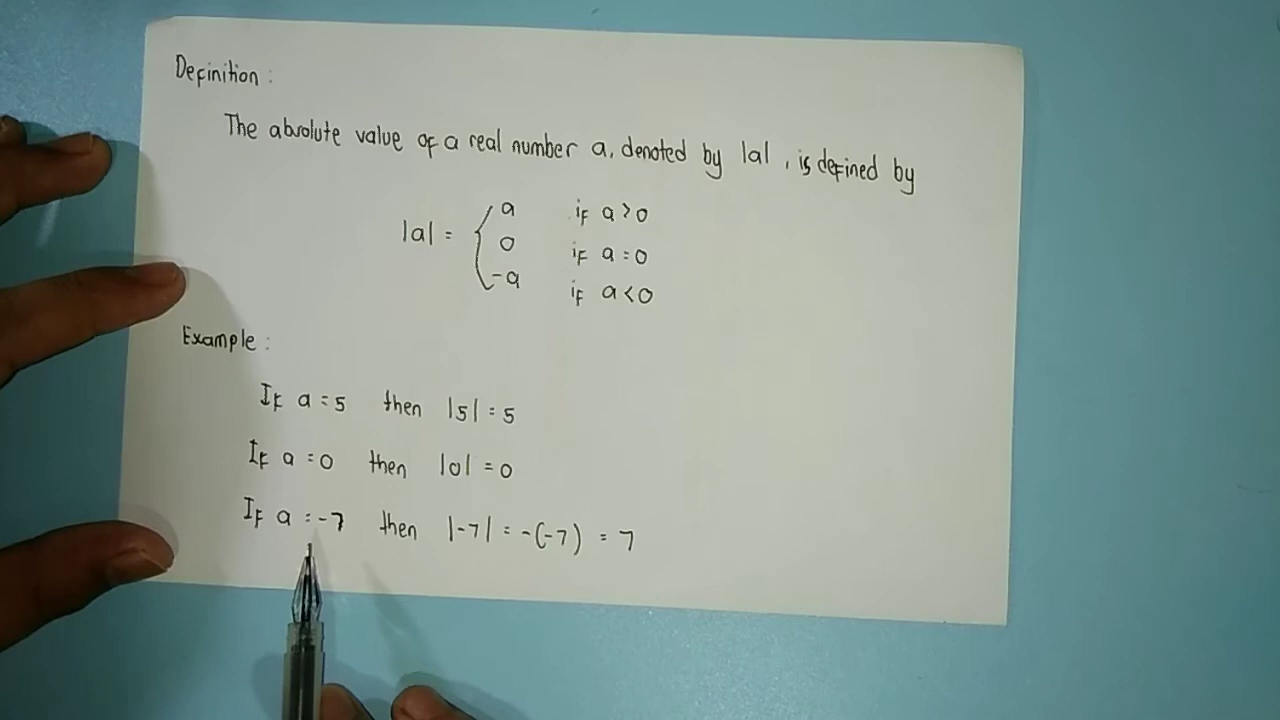 Definition :
The absolute value of a real number a, denoted by |a|, is defined by
a if a > 0
|a| = { 0 if a = 0
-a if a < 0
Example :
If a = 5 then |5| = 5
If a = 0 then |0| = 0
If a = -7 then |-7| = -(-7) = 7